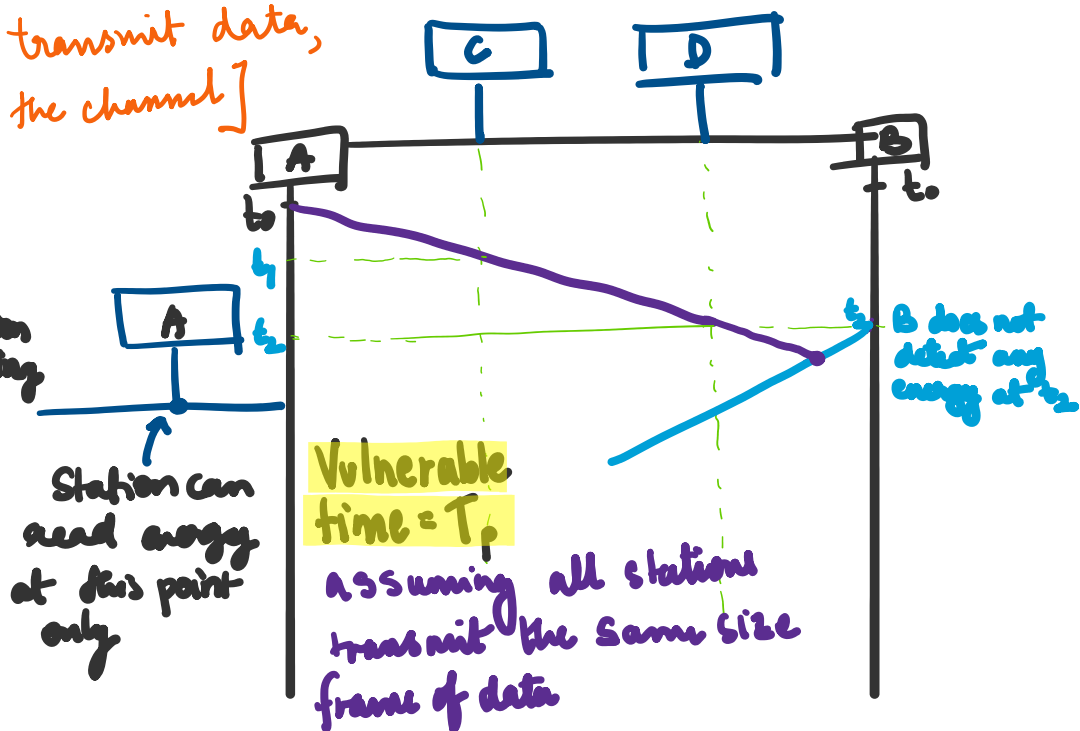 transmit data,
the channel]
C
D
A
B
t₀
t₀
t₁
A
t₂
t₂
B does not
detect any
energy at t₂
Station can
read energy
at this point
only
Vulnerable
time = Tp
assuming all stations
transmit the same size
frame of data